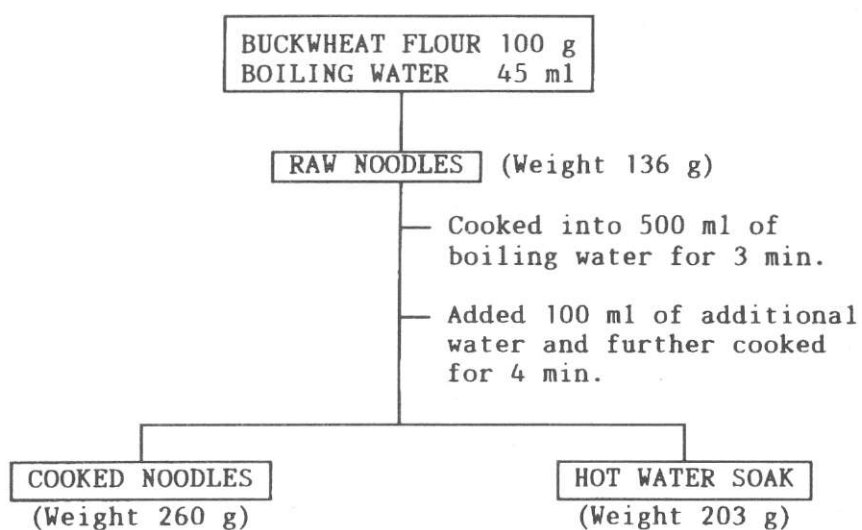 BUCKWHEAT FLOUR 100 g
BOILING WATER 45 ml
RAW NOODLES (Weight 136 g)
Cooked into 500 ml of
boiling water for 3 min.
Added 100 ml of additional
water and further cooked
for 4 min.
COOKED NOODLES
(Weight 260 g)
HOT WATER SOAK
(Weight 203 g)